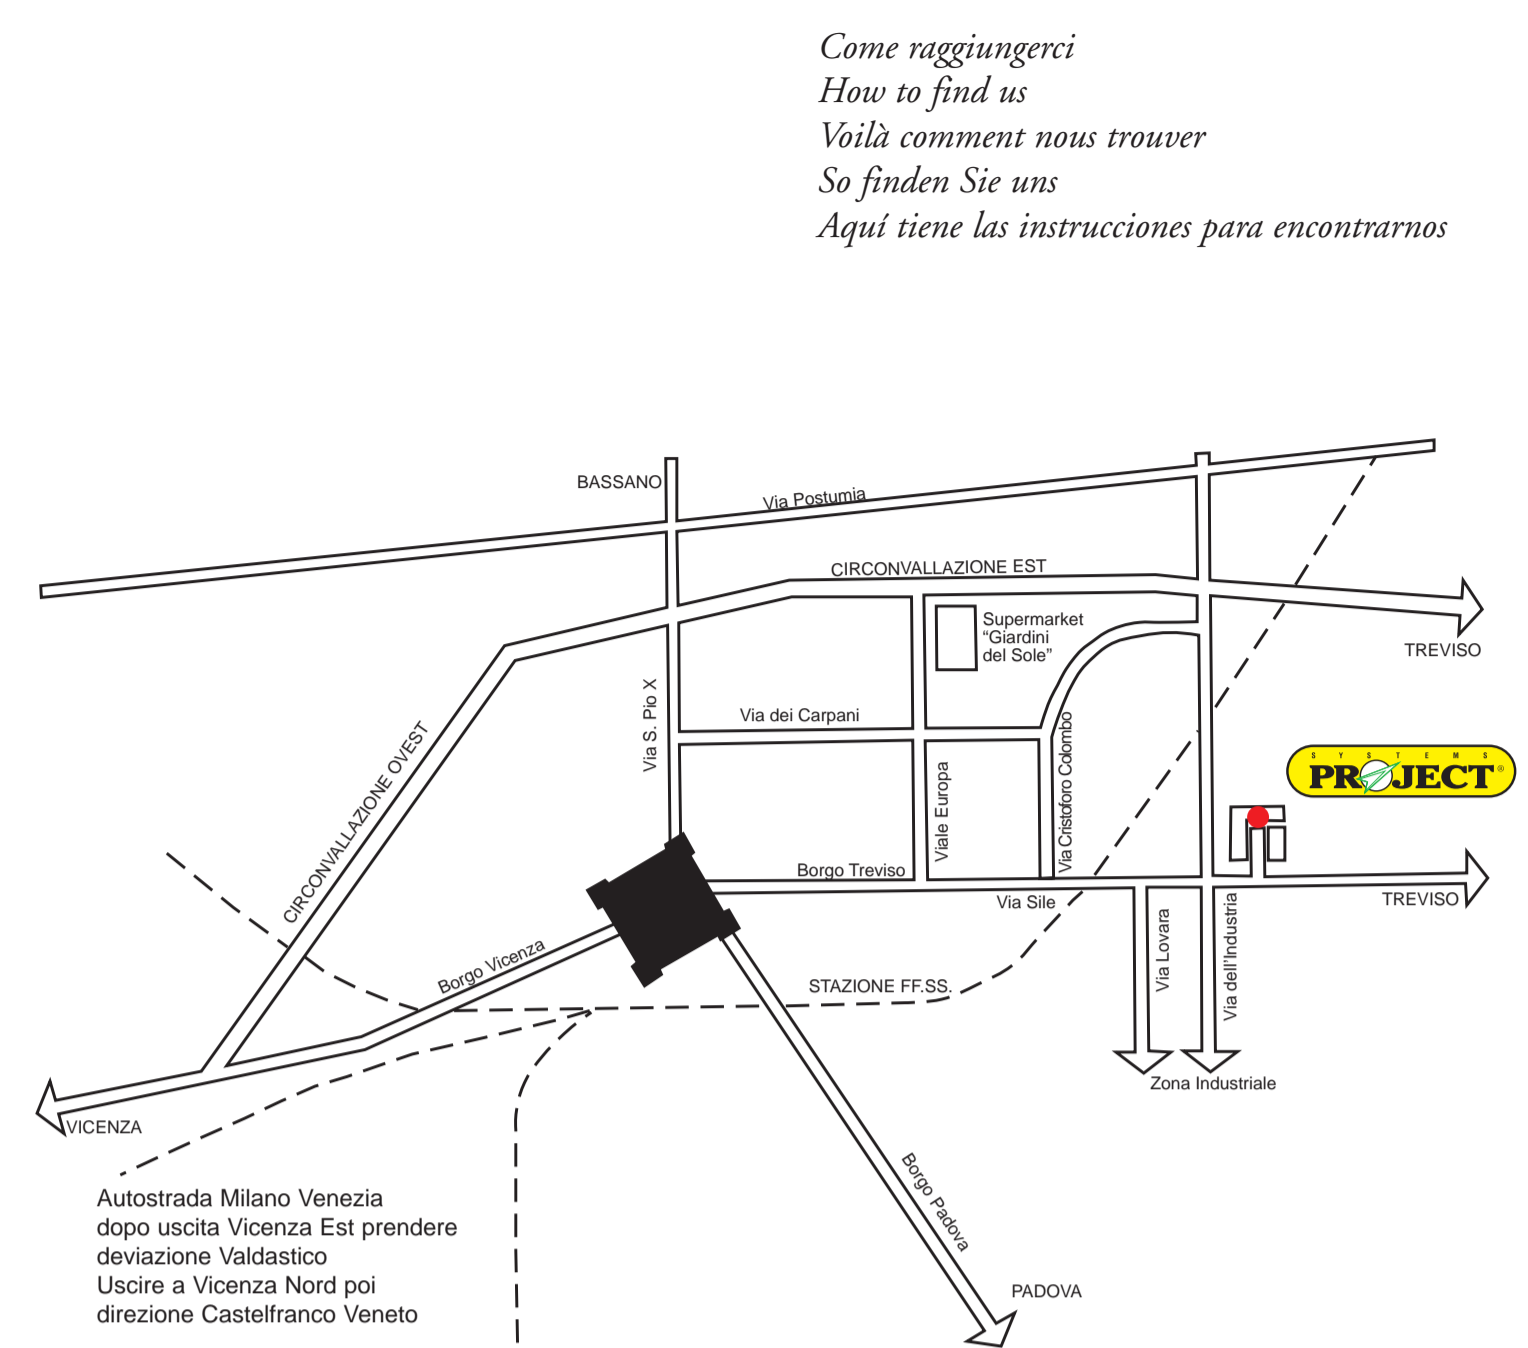 Come raggiungerci
How to find us
Voilà comment nous trouver
So finden Sie uns
Aquí tiene las instrucciones para encontrarnos
BASSANO
Via Postumia
CIRCONVALLAZIONE EST
Supermarket
“Giardini
del Sole”
TREVISO
Via S. Pio X
Via dei Carpani
CIRCONVALLAZIONE OVEST
Viale Europa
Via Cristoforo Colombo
SYSTEMS
PROJECT®
Borgo Treviso
Via Sile
TREVISO
Borgo Vicenza
STAZIONE FF.SS.
Via Lovara
Via dell'Industria
Zona Industriale
VICENZA
Borgo Padova
PADOVA
Autostrada Milano Venezia
dopo uscita Vicenza Est prendere
deviazione Valdastico
Uscire a Vicenza Nord poi
direzione Castelfranco Veneto